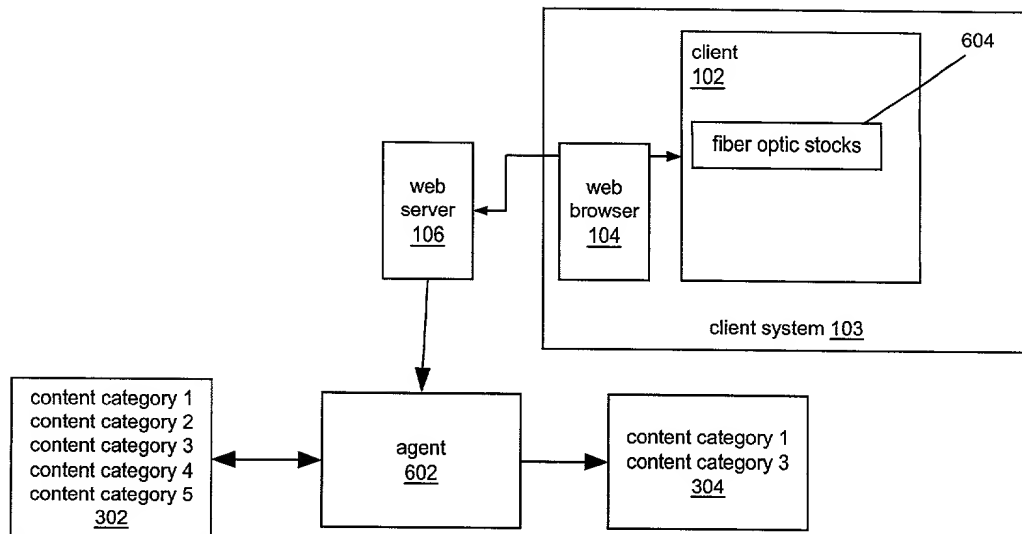 604
client
102
fiber optic stocks
web
server
106
web
browser
104
client system 103
content category 1
content category 2
content category 3
content category 4
content category 5
302
agent
602
content category 1
content category 3
304